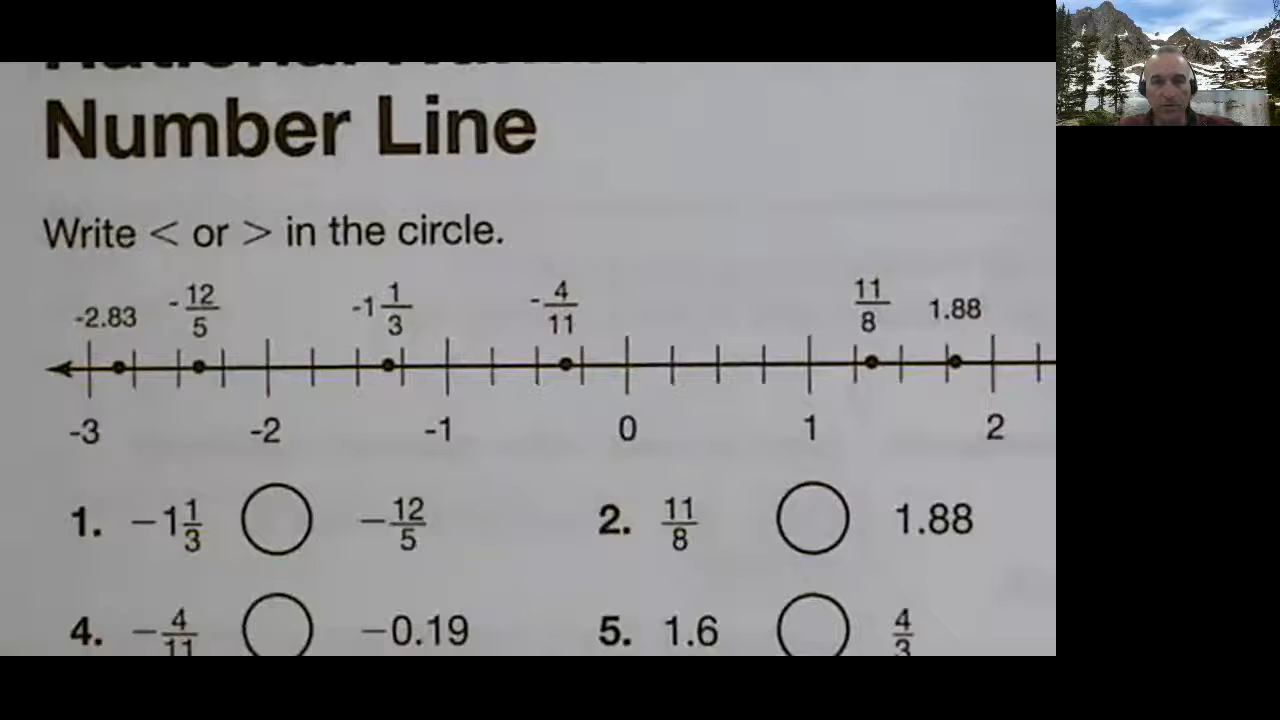 Number Line
Write < or > in the circle.
-2.83 -12/5 -1 1/3 -4/11 11/8 1.88
-3 -2 -1 0 1 2
1. −1 1/3 ◯ −12/5 2. 11/8 ◯ 1.88
4. −4/11 ◯ −0.19 5. 1.6 ◯ 4/3